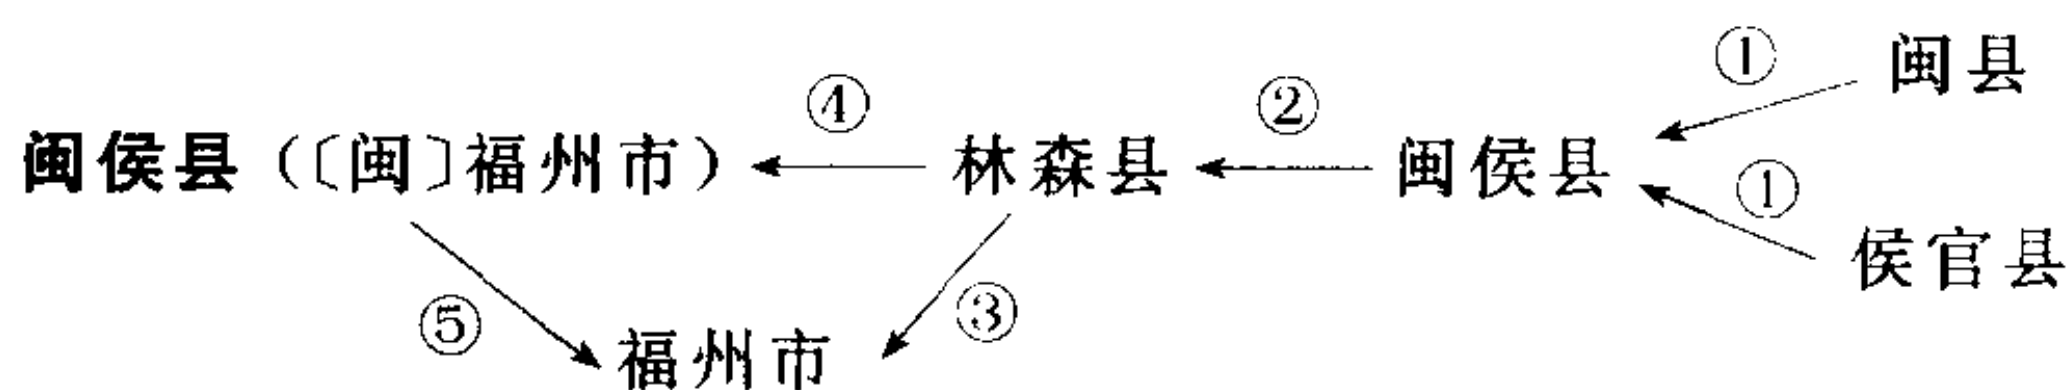 ① 闽县
闽侯县（〔闽〕福州市） ④ 林森县 ② 闽侯县
① 侯官县
⑤ 福州市 ③